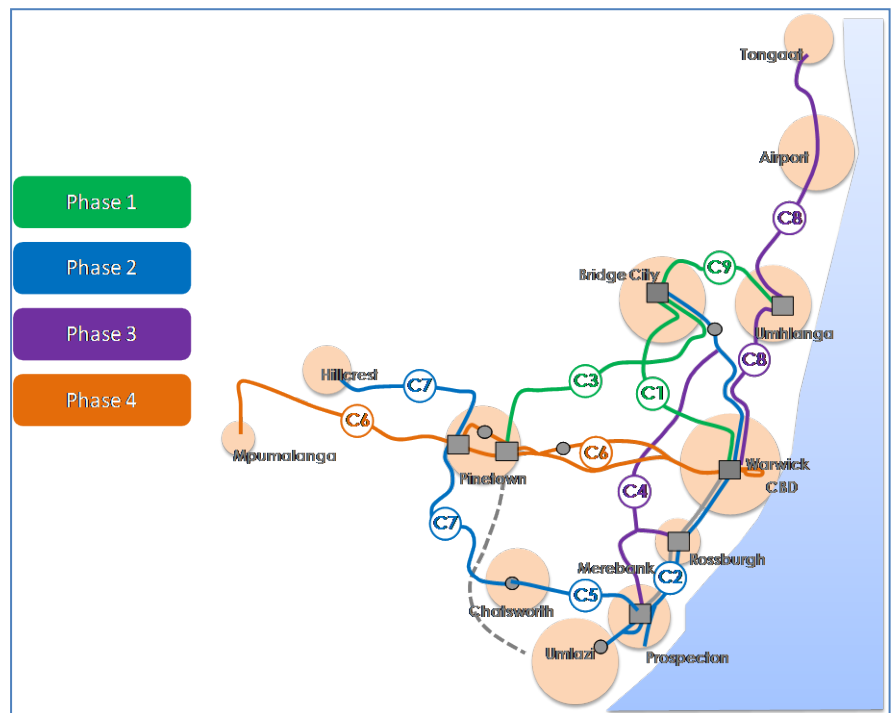 Tongaat
Airport
Phase 1
C8
Phase 2
Bridge City
C9
Phase 3
Umhlanga
C8
Hillcrest
C7
C3
C1
Phase 4
C6
C6
Mpumalanga
Pinetown
Warwick
CBD
C4
C7
Rossburgh
Merebank
C2
Chatsworth
C5
Umlazi
Prospecton